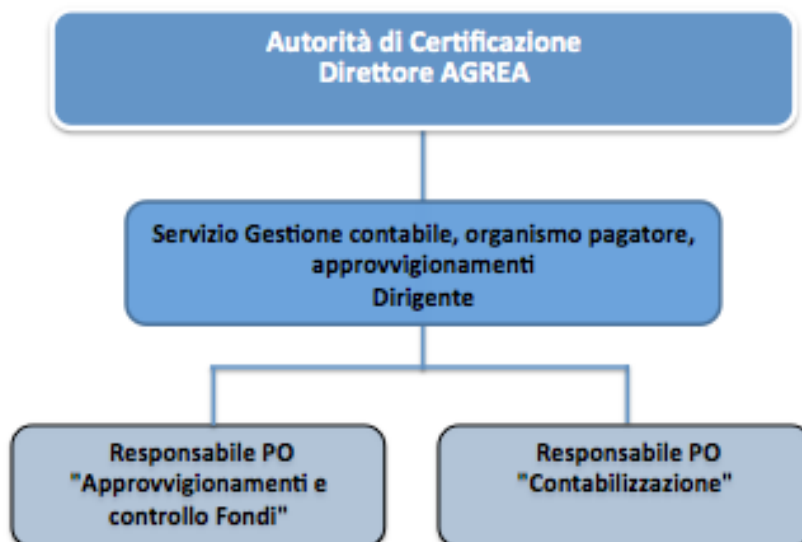 Autorità di Certificazione
Direttore AGREA
Servizio Gestione contabile, organismo pagatore,
approvvigionamenti
Dirigente
Responsabile PO
"Approvvigionamenti e
controllo Fondi"
Responsabile PO
"Contabilizzazione"